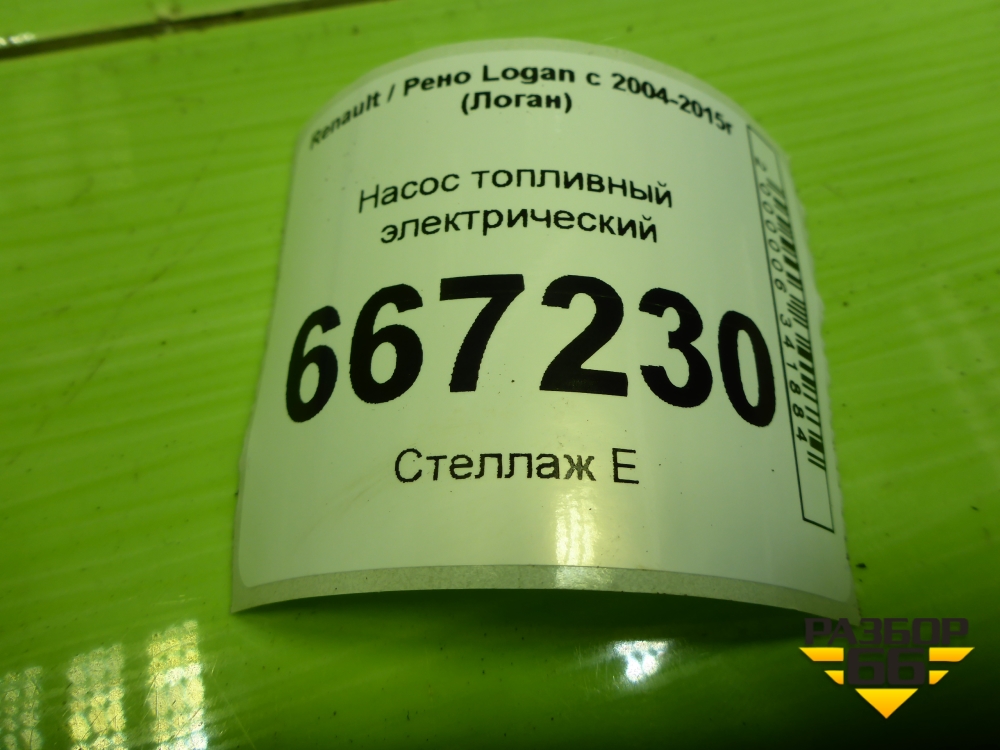 Renault / Рено Logan с 2004-2015г
(Логан)
Насос топливный
электрический
667230
Стеллаж Е
2000006341884
РАЗБОР
66